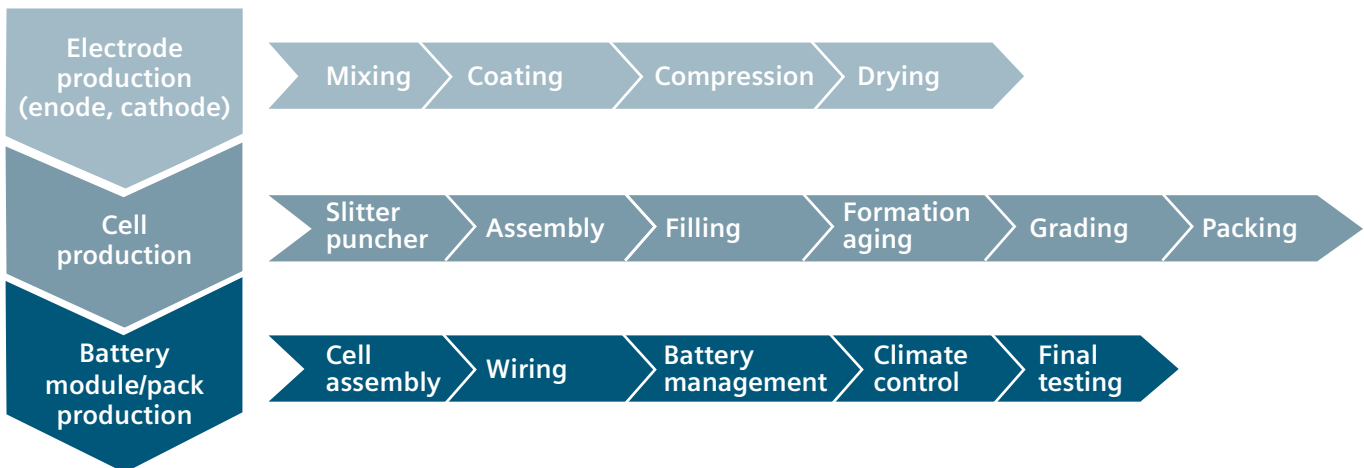 Electrode
production
(enode, cathode)
Mixing
Coating
Compression
Drying
Cell
production
Slitter
puncher
Assembly
Filling
Formation
aging
Grading
Packing
Battery
module/pack
production
Cell
assembly
Wiring
Battery
management
Climate
control
Final
testing